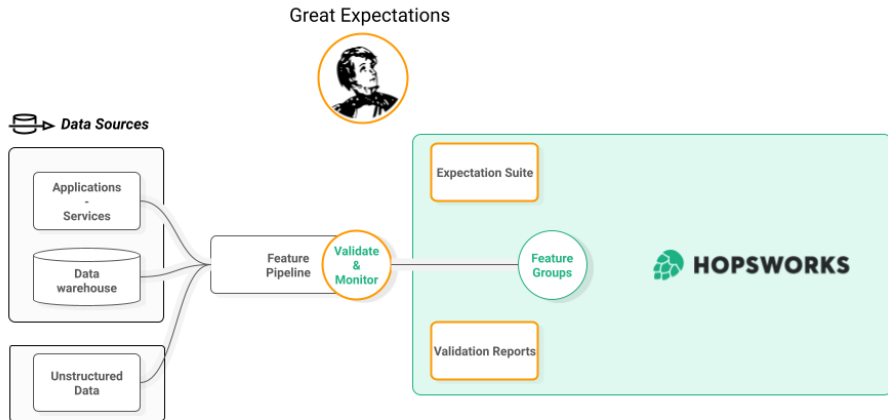 Great Expectations
Data Sources
Applications
-
Services
Data
warehouse
Unstructured
Data
Feature
Pipeline
Validate
&
Monitor
Expectation Suite
Feature
Groups
Validation Reports
HOPSWORKS